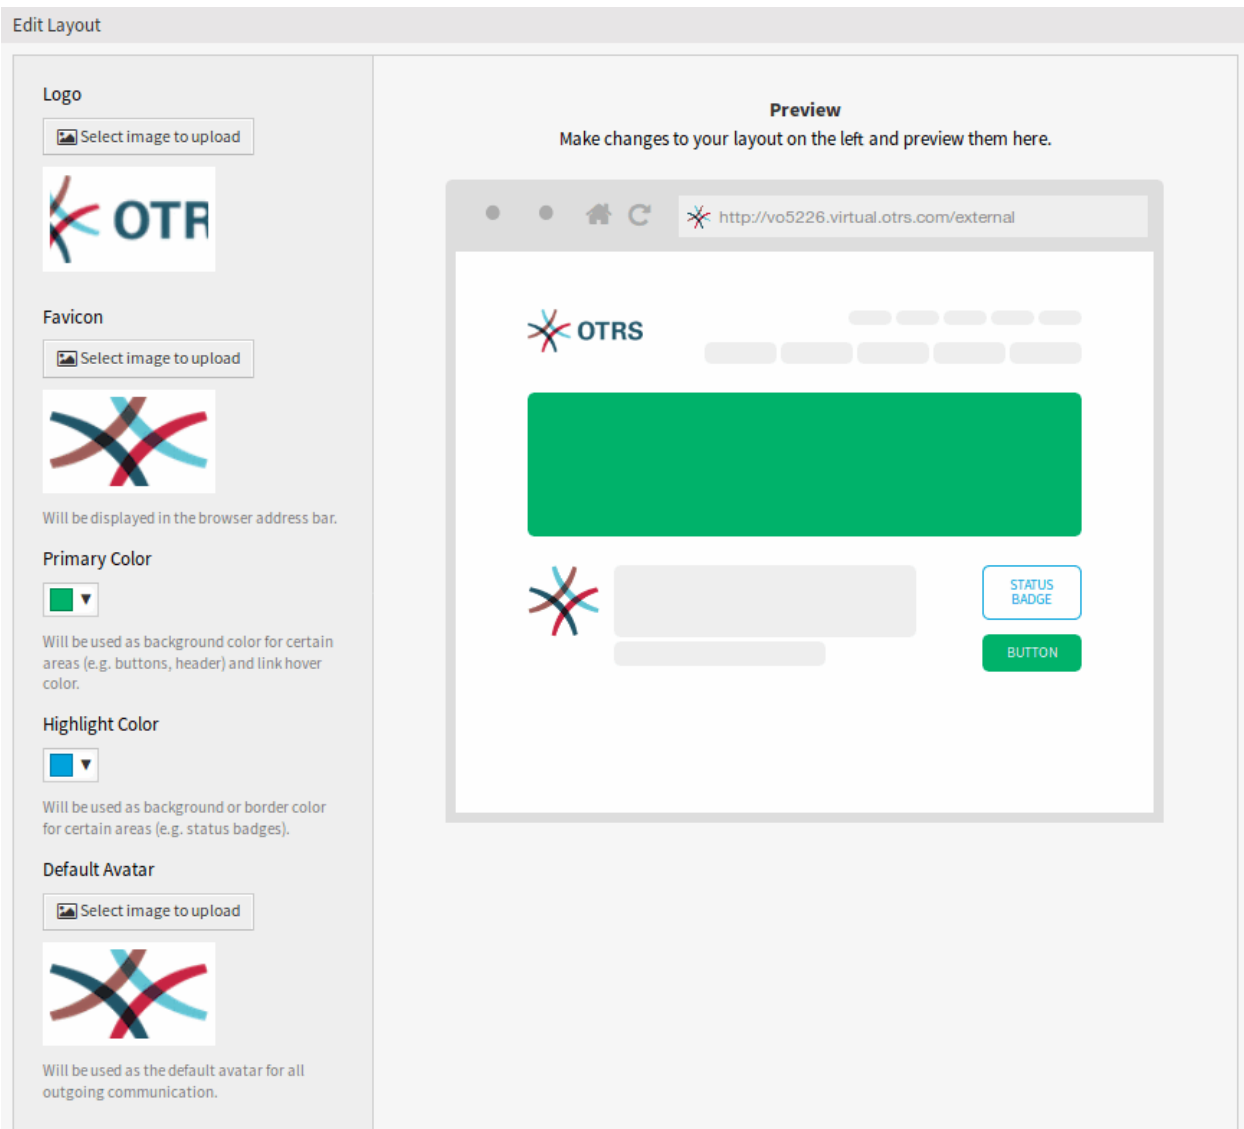 Edit Layout
Logo
Select image to upload
OTR
Favicon
Select image to upload
Will be displayed in the browser address bar.
Primary Color
Will be used as background color for certain
areas (e.g. buttons, header) and link hover
color.
Highlight Color
Will be used as background or border color
for certain areas (e.g. status badges).
Default Avatar
Select image to upload
Will be used as the default avatar for all
outgoing communication.
Preview
Make changes to your layout on the left and preview them here.
http://vo5226.virtual.otrs.com/external
OTRS
STATUS
BADGE
BUTTON